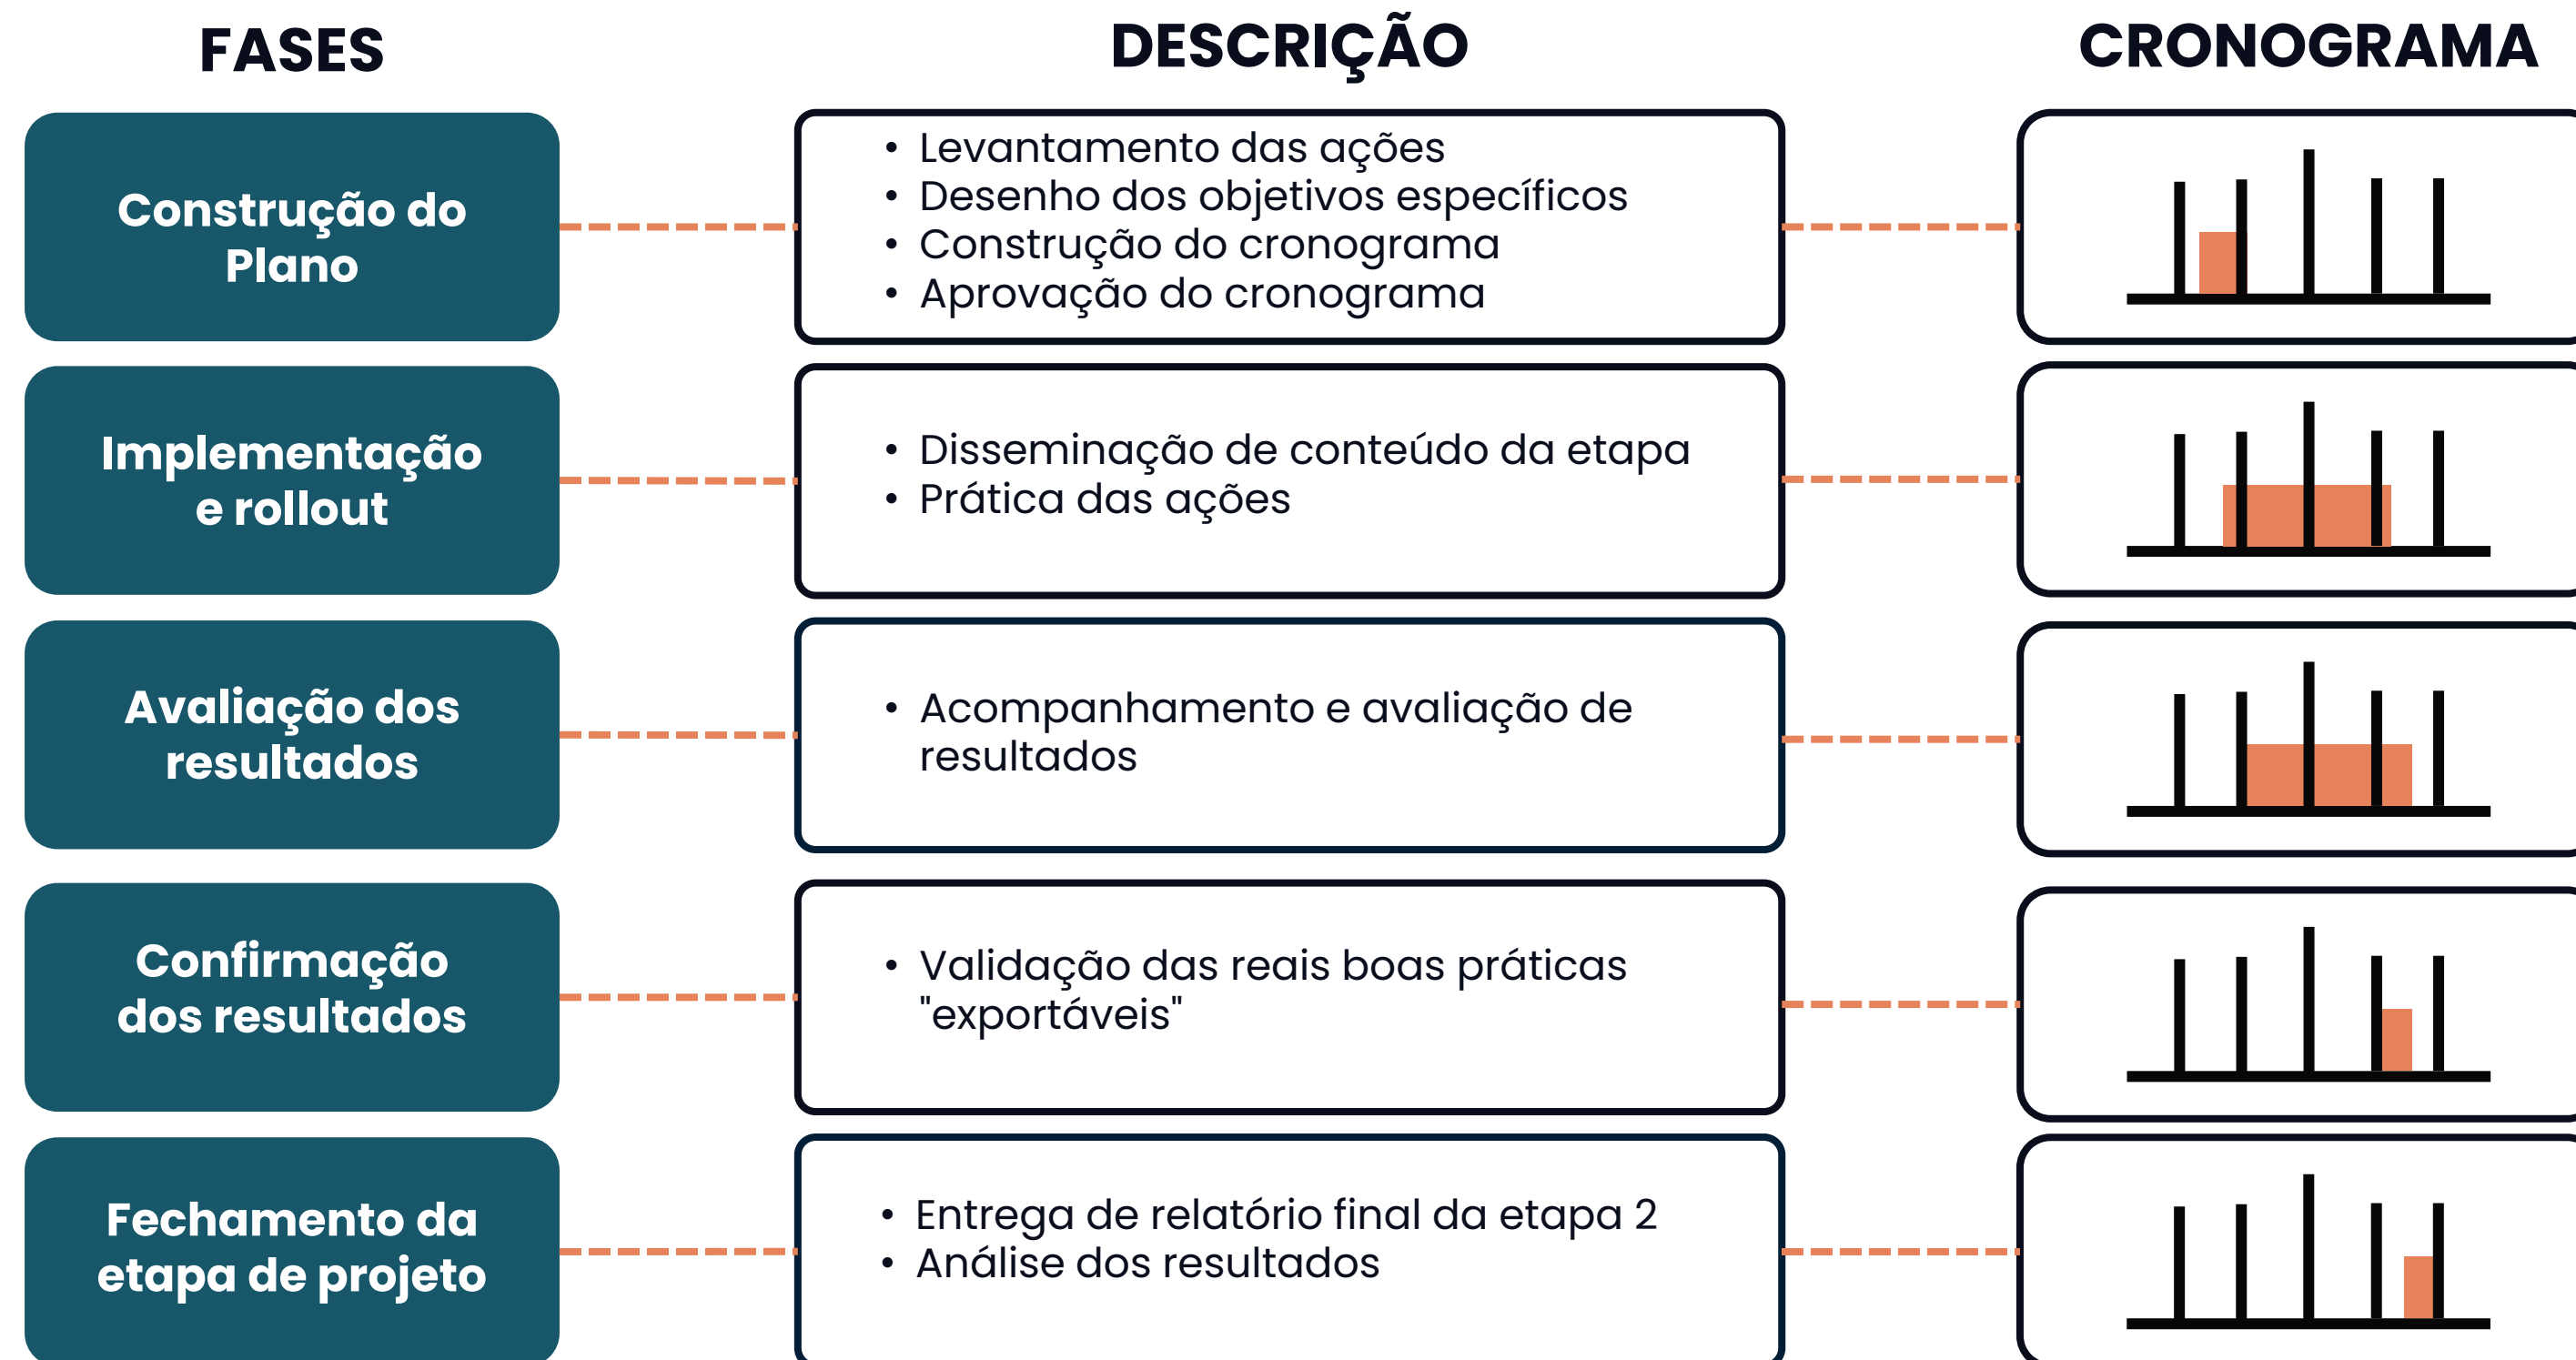 FASES
DESCRIÇÃO
CRONOGRAMA
Construção do
Plano
• Levantamento das ações
• Desenho dos objetivos específicos
• Construção do cronograma
• Aprovação do cronograma
Implementação
e rollout
• Disseminação de conteúdo da etapa
• Prática das ações
Avaliação dos
resultados
• Acompanhamento e avaliação de
resultados
Confirmação
dos resultados
• Validação das reais boas práticas
"exportáveis"
Fechamento da
etapa de projeto
• Entrega de relatório final da etapa 2
• Análise dos resultados